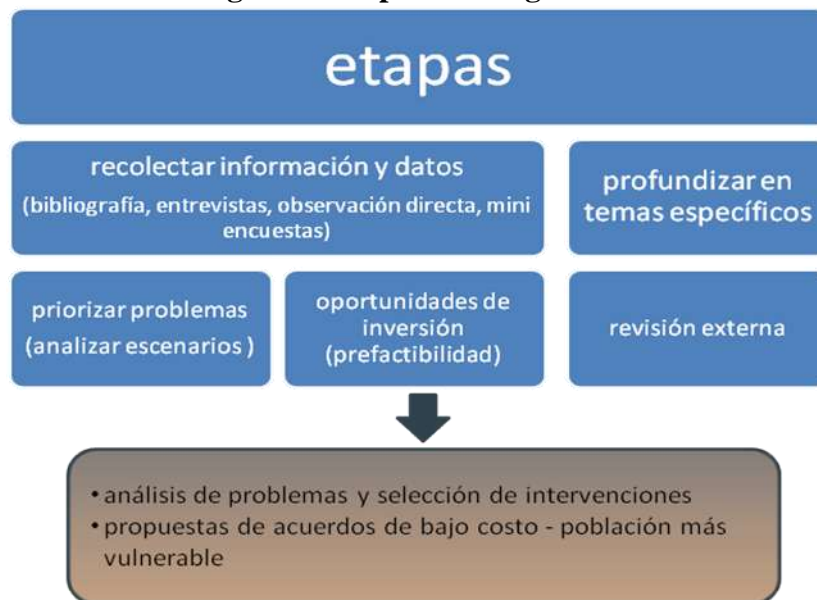 etapas
recolectar información y datos
(bibliografía, entrevistas, observación directa, mini
encuestas)
profundizar en
temas específicos
priorizar problemas
(analizar escenarios )
oportunidades de
inversión
(prefactibilidad)
revisión externa
• análisis de problemas y selección de intervenciones
• propuestas de acuerdos de bajo costo - población más
vulnerable